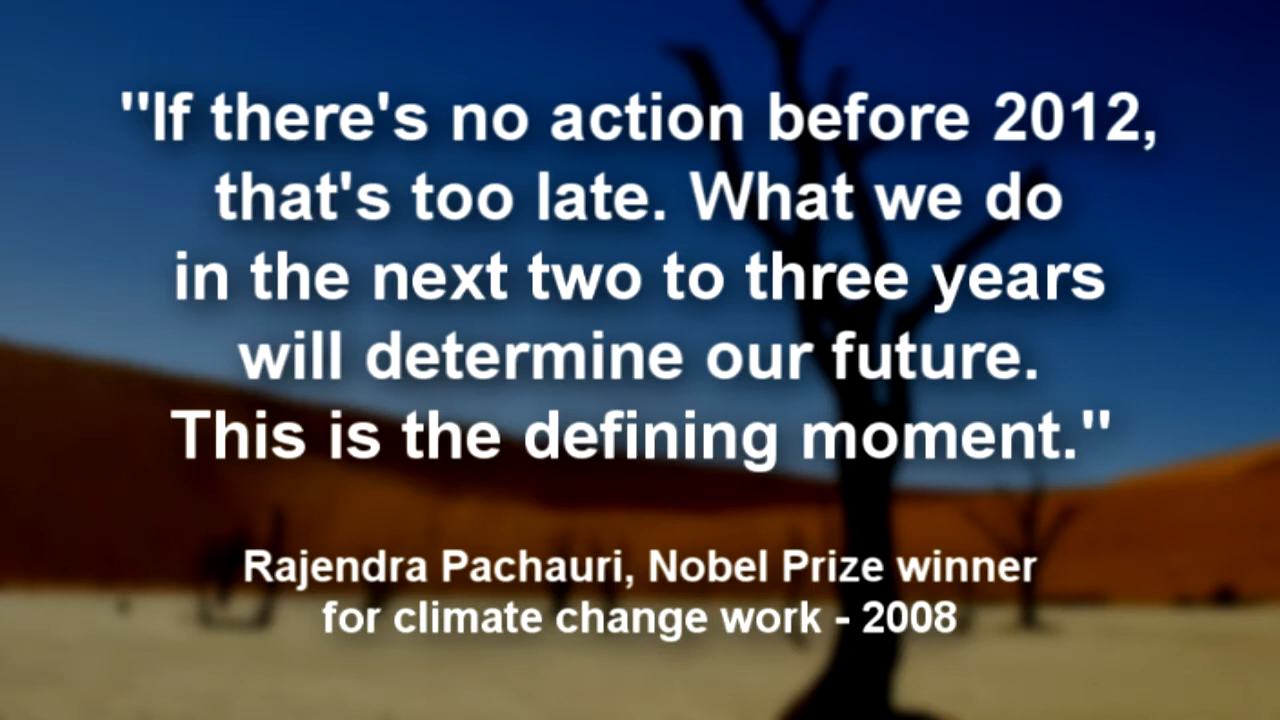 "If there's no action before 2012,
that's too late. What we do
in the next two to three years
will determine our future.
This is the defining moment."
Rajendra Pachauri, Nobel Prize winner
for climate change work - 2008